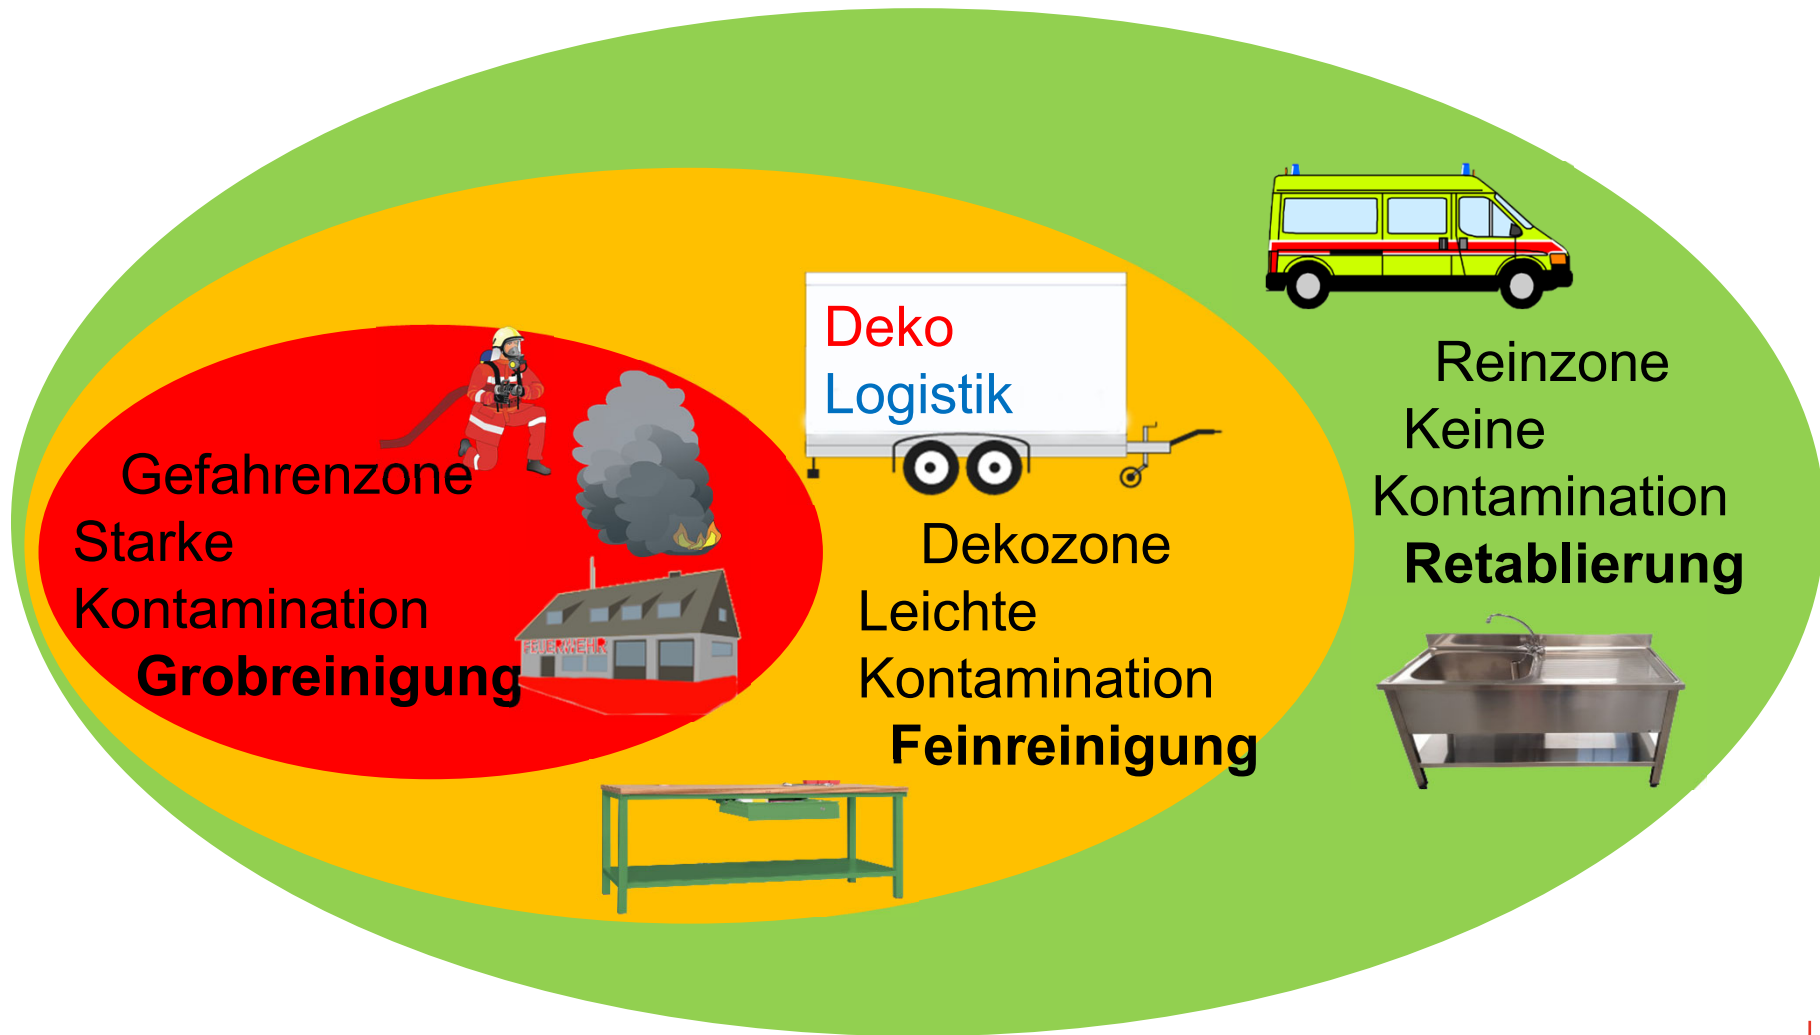 Gefahrenzone
Starke
Kontamination
Grobreinigung
FEUERWEHR
Deko
Logistik
Dekozone
Leichte
Kontamination
Feinreinigung
Reinzone
Keine
Kontamination
Retablierung